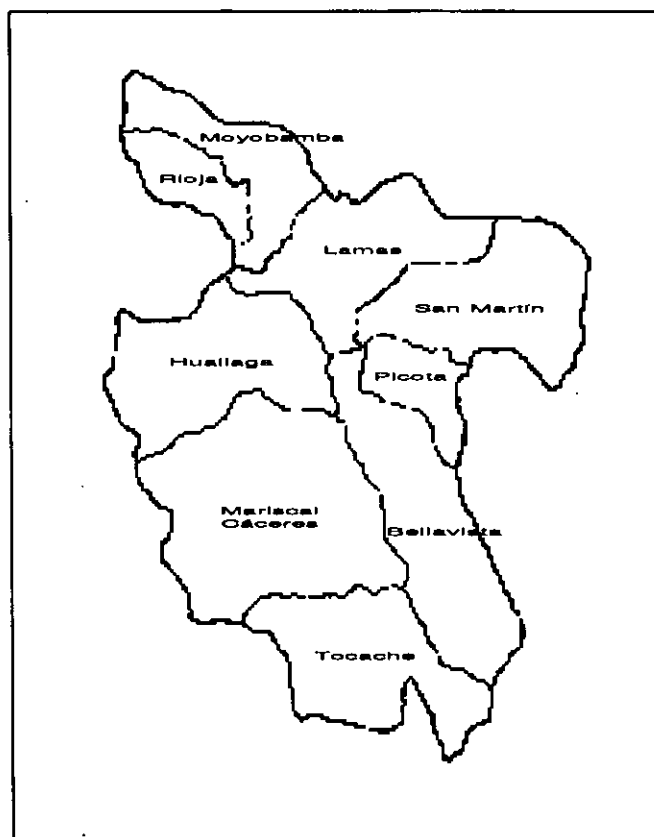 Moyobamba
Rioja
Lamas
San Martín
Huallaga
Picota
Mariscal
Cáceres
Bellavista
Tocache